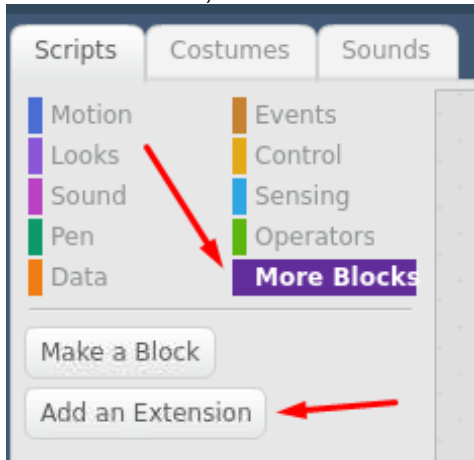 Scripts Costumes Sounds
Motion Events
Looks Control
Sound Sensing
Pen Operators
Data More Blocks
Make a Block
Add an Extension